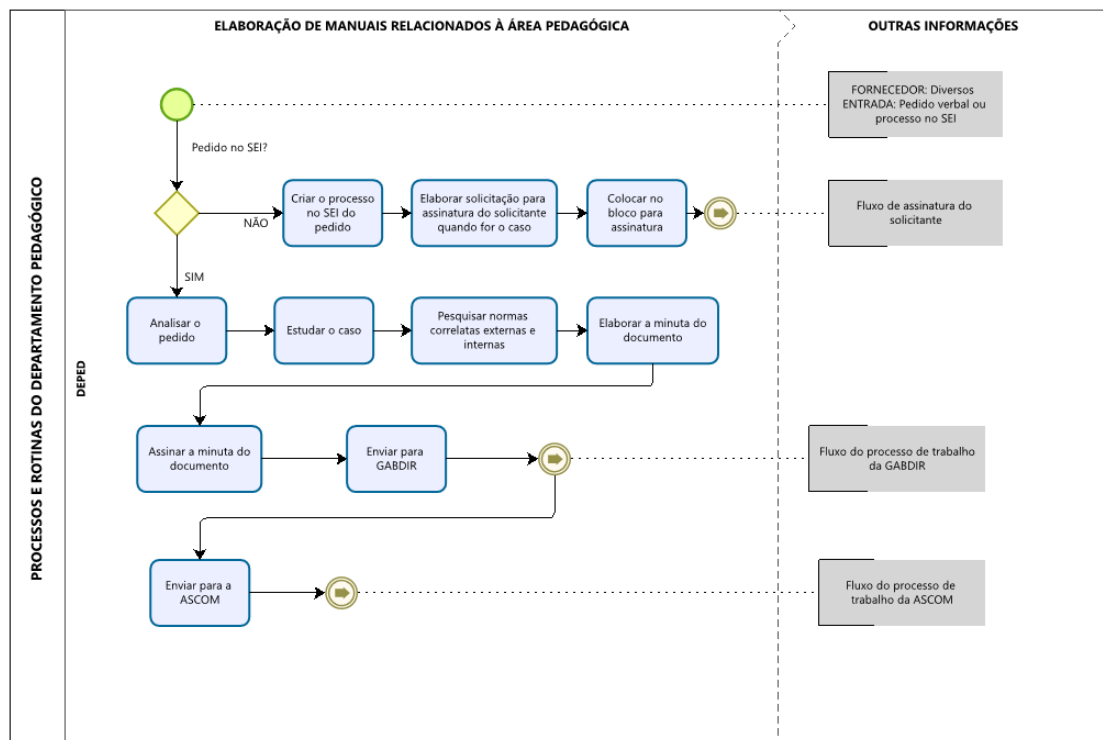 ELABORAÇÃO DE MANUAIS RELACIONADOS À ÁREA PEDAGÓGICA
OUTRAS INFORMAÇÕES
PROCESSOS E ROTINAS DO DEPARTAMENTO PEDAGÓGICO
DEPED
FORNECEDOR: Diversos
ENTRADA: Pedido verbal ou
processo no SEI
Pedido no SEI?
NÃO
Criar o processo
no SEI do
pedido
Elaborar solicitação para
assinatura do solicitante
quando for o caso
Colocar no
bloco para
assinatura
Fluxo de assinatura do
solicitante
SIM
Analisar o
pedido
Estudar o caso
Pesquisar normas
correlatas externas e
internas
Elaborar a minuta do
documento
Assinar a minuta do
documento
Enviar para
GABDIR
Fluxo do processo de trabalho
da GABDIR
Enviar para a
ASCOM
Fluxo do processo de
trabalho da ASCOM